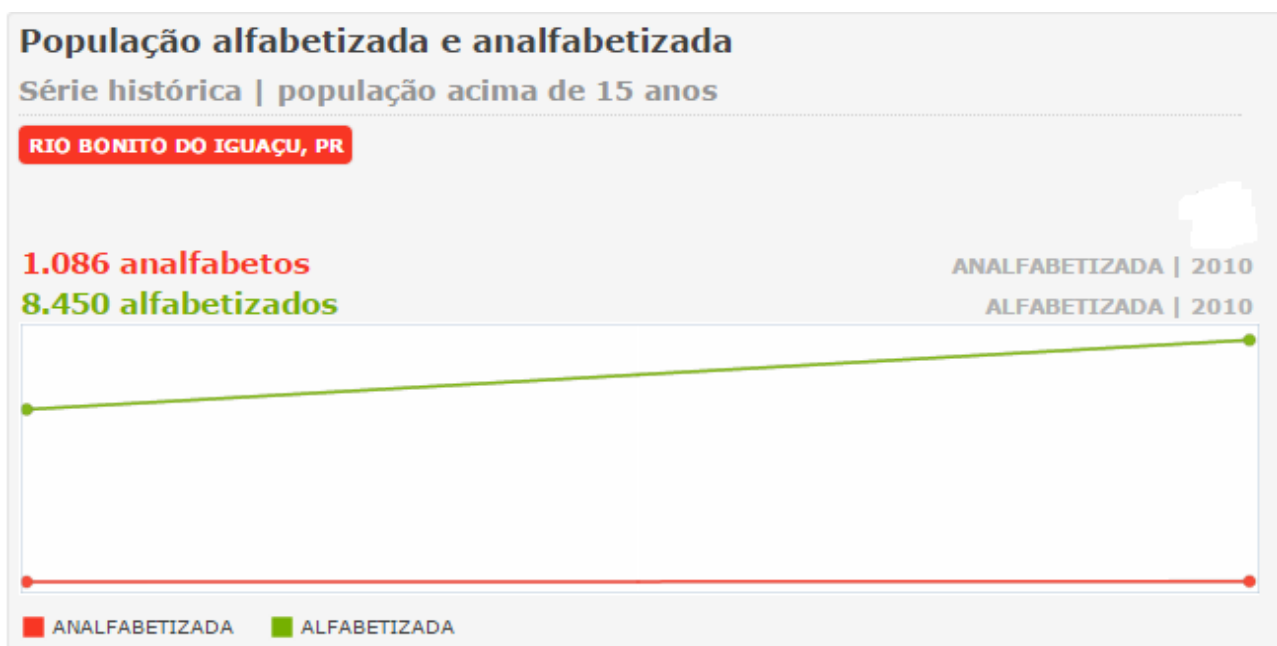 População alfabetizada e analfabetizada
Série histórica | população acima de 15 anos
RIO BONITO DO IGUAÇU, PR
1.086 analfabetos
ANALFABETIZADA | 2010
8.450 alfabetizados
ALFABETIZADA | 2010
ANALFABETIZADA ALFABETIZADA